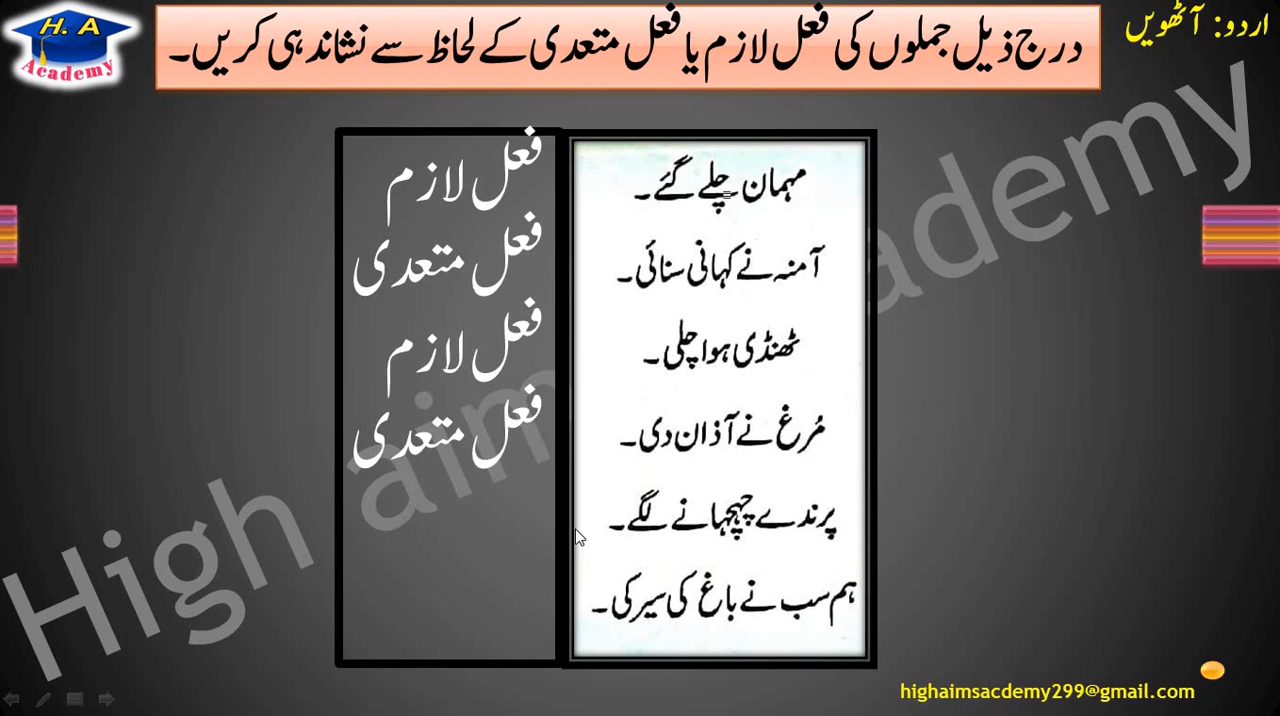 H. A
Academy
درج ذیل جملوں کی فعل لازم یا فعل متعدی کے لحاظ سے نشاندہی کریں۔
اردو: آٹھویں
مہمان چلے گئے۔
فعل لازم
آمنہ نے کہانی سنائی۔
فعل متعدی
ٹھنڈی ہوا چلی۔
فعل لازم
مُرغ نے آذان دی۔
فعل متعدی
پرندے چہچہانے لگے۔
ہم سب نے باغ کی سیر کی۔
High aim academy
highaimsacdemy299@gmail.com